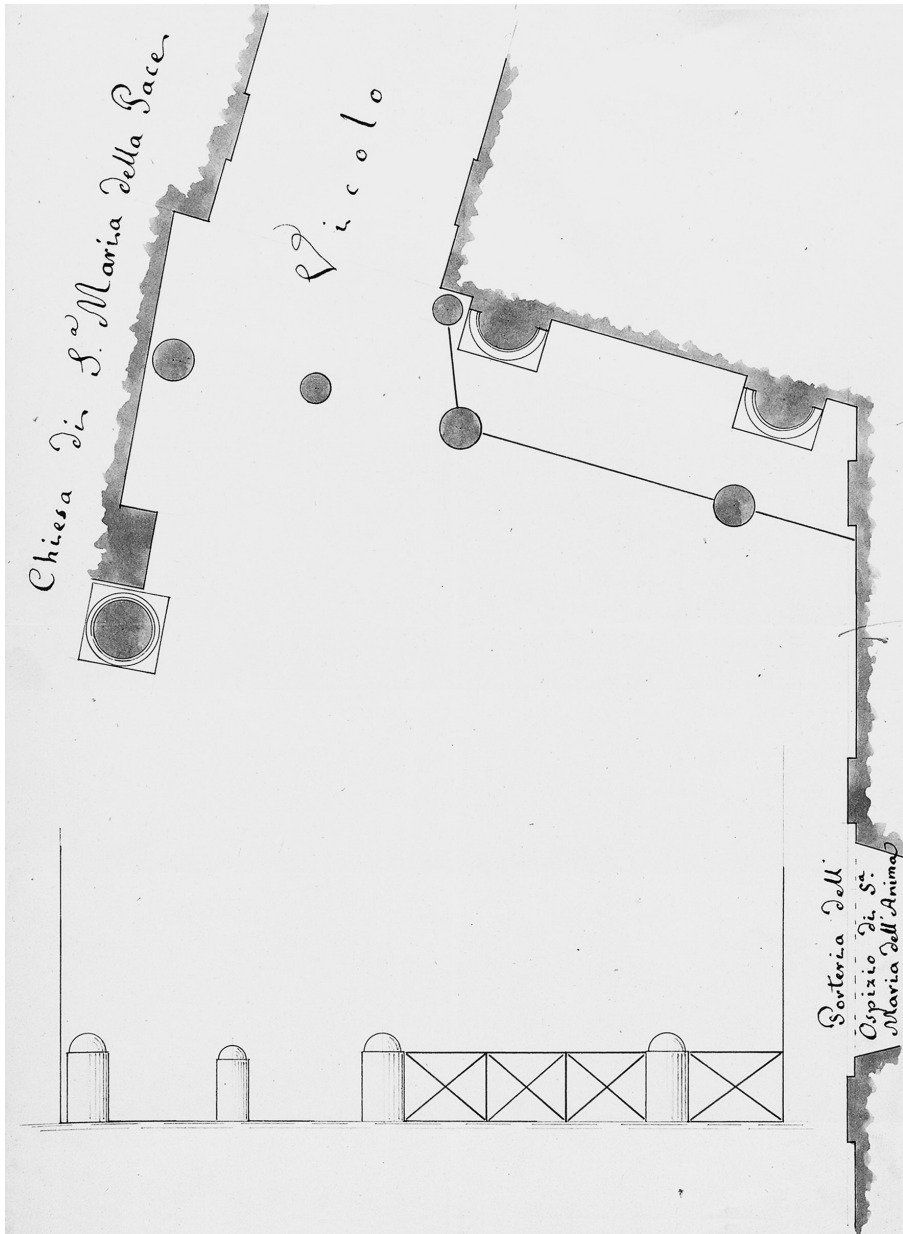 Chiesa di S.ª Maria della Pace
Vicolo
Porteria dell'
Ospizio di S.ª
Maria dell'Anima